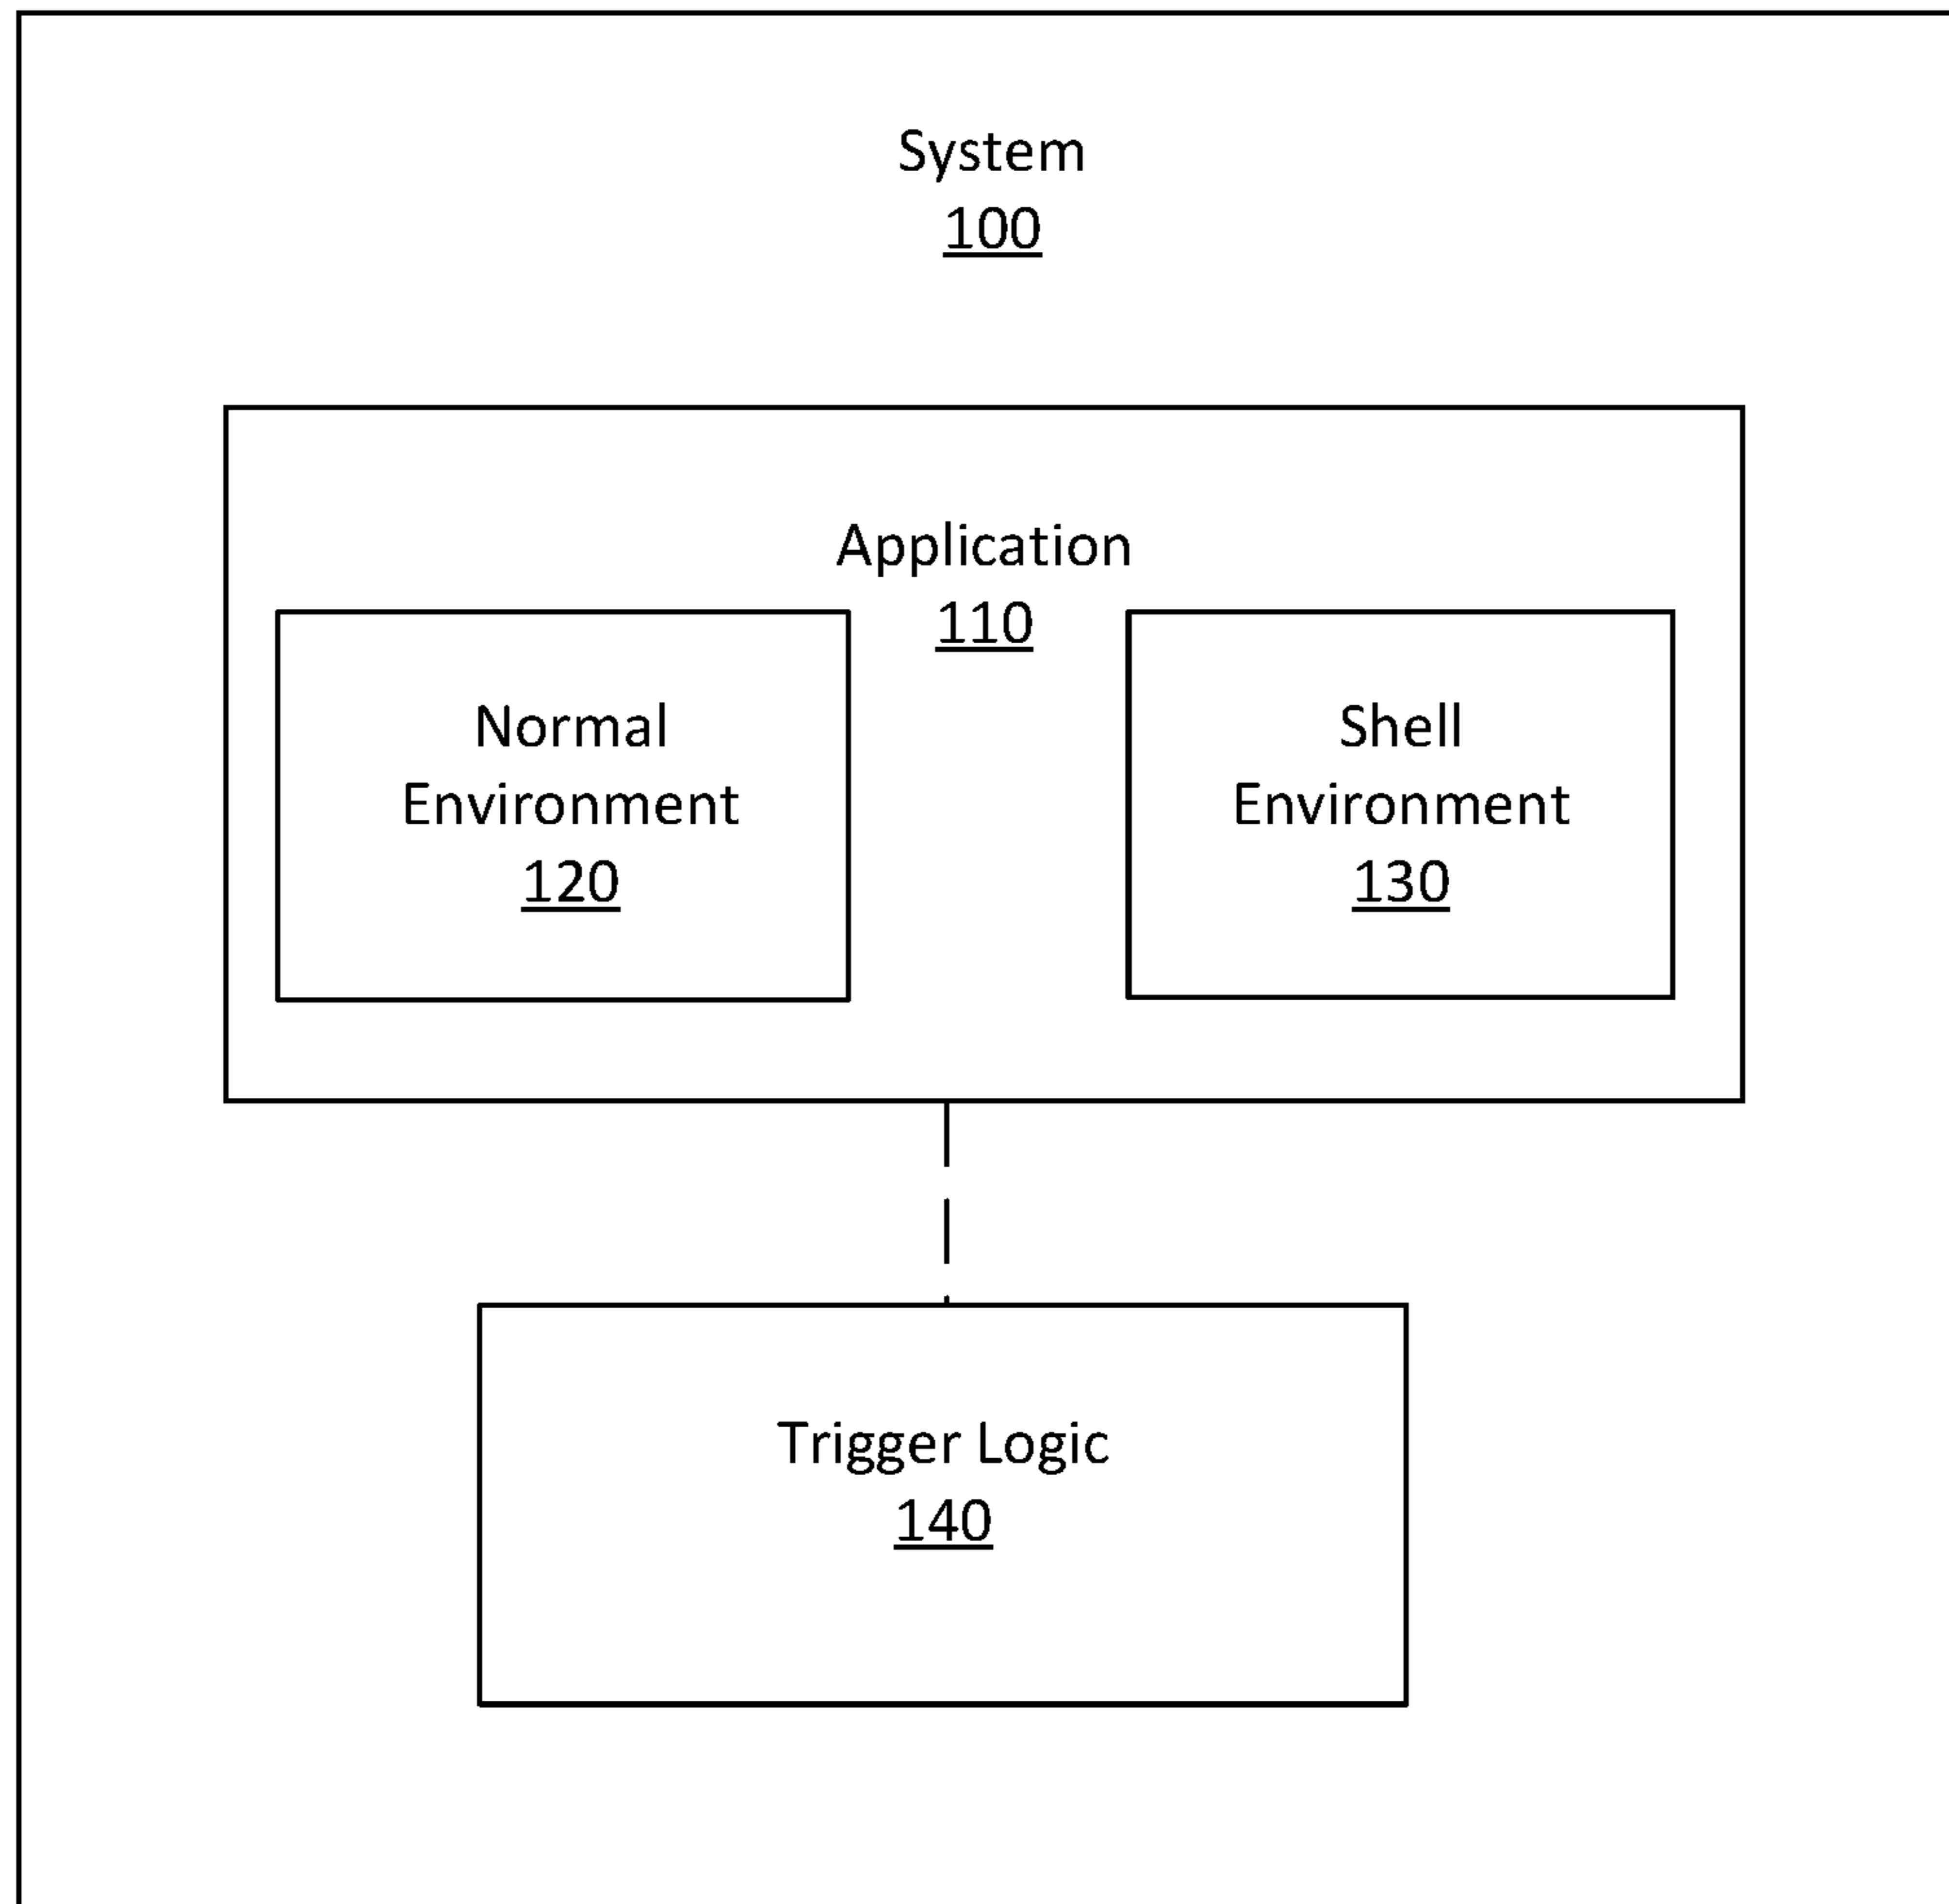 System
100
Application
110
Normal
Environment
120
Shell
Environment
130
Trigger Logic
140